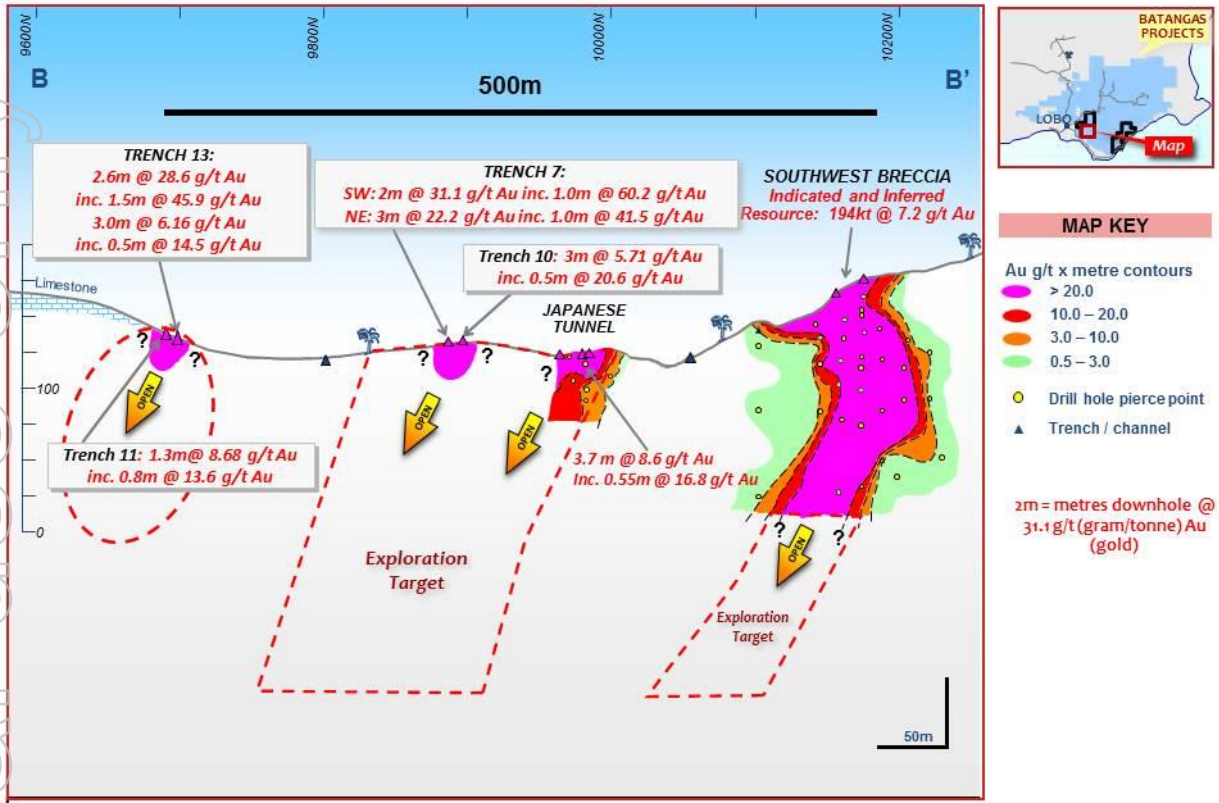 9600N
9800N
10000N
10200N
B
B’
500m
TRENCH 13:
2.6m @ 28.6 g/t Au
inc. 1.5m @ 45.9 g/t Au
3.0m @ 6.16 g/t Au
inc. 0.5m @ 14.5 g/t Au
TRENCH 7:
SW: 2m @ 31.1 g/t Au inc. 1.0m @ 60.2 g/t Au
NE: 3m @ 22.2 g/t Au inc. 1.0m @ 41.5 g/t Au
SOUTHWEST BRECCIA
Indicated and Inferred
Resource: 194kt @ 7.2 g/t Au
Trench 10: 3m @ 5.71 g/t Au
inc. 0.5m @ 20.6 g/t Au
Limestone
JAPANESE
TUNNEL
?
?
?
?
?
100
OPEN
OPEN
OPEN
Trench 11: 1.3m@ 8.68 g/t Au
inc. 0.8m @ 13.6 g/t Au
3.7 m @ 8.6 g/t Au
Inc. 0.55m @ 16.8 g/t Au
0
?
?
OPEN
Exploration
Target
Exploration
Target
50m
BATANGAS
PROJECTS
LOBO
Map
MAP KEY
Au g/t x metre contours
> 20.0
10.0 – 20.0
3.0 – 10.0
0.5 – 3.0
Drill hole pierce point
Trench / channel
2m = metres downhole @
31.1 g/t (gram/tonne) Au
(gold)